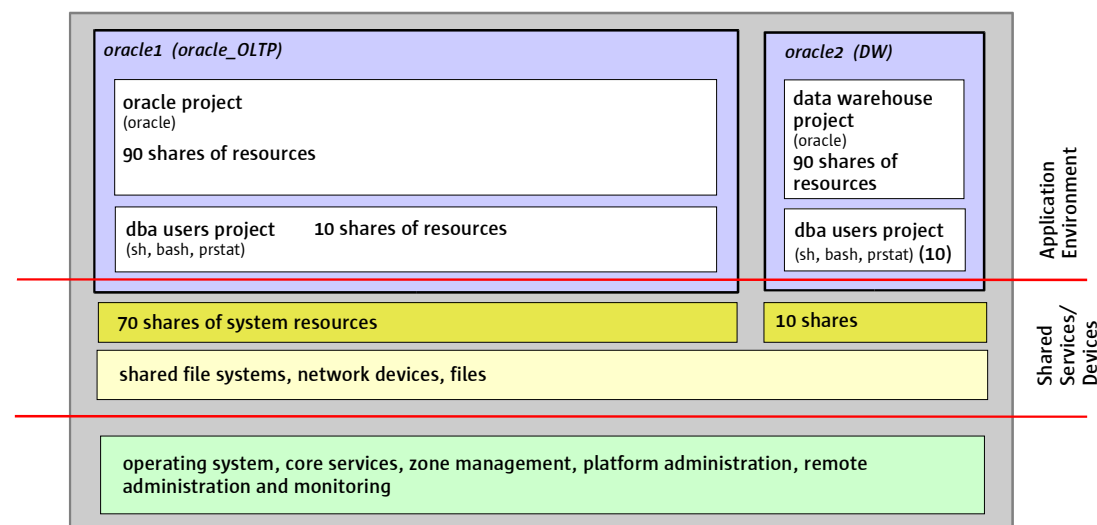 oracle1 (oracle_OLTP)
oracle project
(oracle)
90 shares of resources
dba users project 10 shares of resources
(sh, bash, prstat)
oracle2 (DW)
data warehouse
project
(oracle)
90 shares of
resources
dba users project
(sh, bash, prstat) (10)
Application
Environment
70 shares of system resources
10 shares
shared file systems, network devices, files
Shared
Services/
Devices
operating system, core services, zone management, platform administration, remote
administration and monitoring